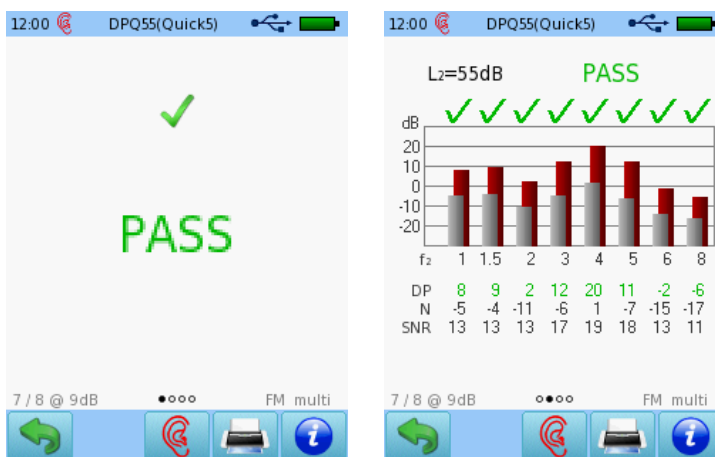 12:00 DPQ55(Quick5)
PASS
7 / 8 @ 9dB FM multi
12:00 DPQ55(Quick5)
L2=55dB PASS
dB
20
10
0
-10
-20
f2 1 1.5 2 3 4 5 6 8
DP 8 9 2 12 20 11 -2 -6
N -5 -4 -11 -6 1 -7 -15 -17
SNR 13 13 13 17 19 18 13 11
7 / 8 @ 9dB FM multi
i